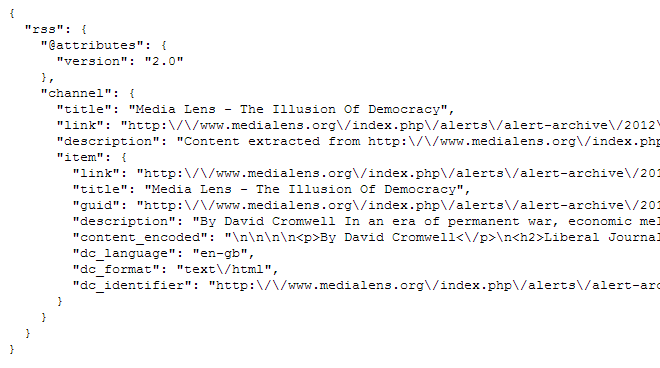 {
"rss": {
"@attributes": {
"version": "2.0"
},
"channel": {
"title": "Media Lens - The Illusion Of Democracy",
"link": "http:\/\/www.medialens.org\/index.php\/alerts\/alert-archive\/2012\
"description": "Content extracted from http:\/\/www.medialens.org\/index.php
"item": {
"link": "http:\/\/www.medialens.org\/index.php\/alerts\/alert-archive\/201
"title": "Media Lens - The Illusion Of Democracy",
"guid": "http:\/\/www.medialens.org\/index.php\/alerts\/alert-archive\/201
"description": "By David Cromwell In an era of permanent war, economic mel
"content_encoded": "\n\n\n\n<p>By David Cromwell<\/p>\n<h2>Liberal Journal
"dc_language": "en-gb",
"dc_format": "text\/html",
"dc_identifier": "http:\/\/www.medialens.org\/index.php\/alerts\/alert-arc
}
}
}
}